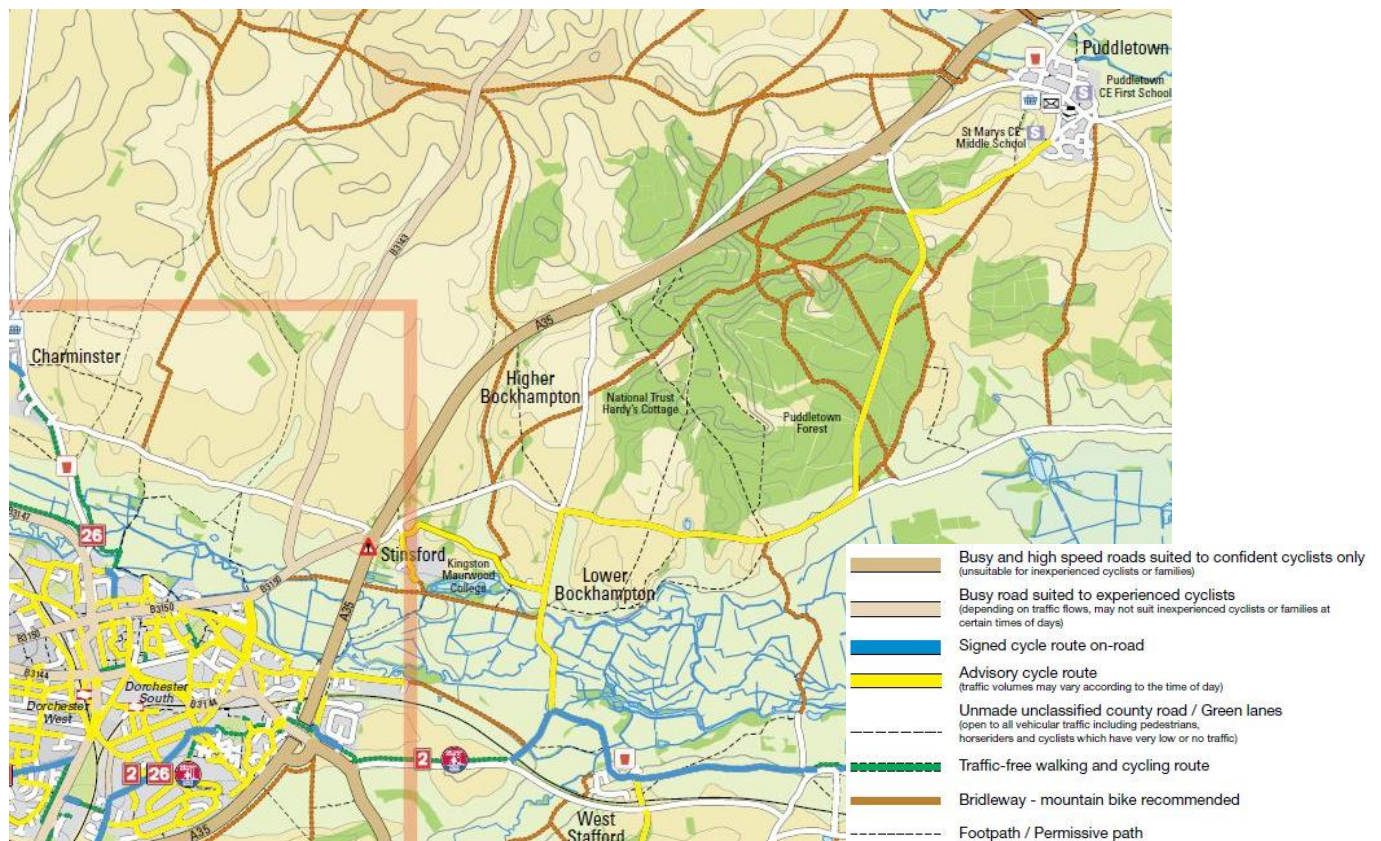 Puddletown
Puddletown
CE First School
S
St Marys CE
Middle School
S
B3143
A35
Charminster
Higher
Bockhampton
National Trust
Hardy's Cottage
Puddletown
Forest
B3147
26
Stinsford
Kingston
Maurwood
College
Lower
Bockhampton
B3150
B3150
B3150
A35
B3144
Dorchester
South
B3144
Dorchester
West
2
26
2
West
Stafford
A35
Busy and high speed roads suited to confident cyclists only
(unsuitable for inexperienced cyclists or families)
Busy road suited to experienced cyclists
(depending on traffic flows, may not suit inexperienced cyclists or families at
certain times of days)
Signed cycle route on-road
Advisory cycle route
(traffic volumes may vary according to the time of day)
Unmade unclassified county road / Green lanes
(open to all vehicular traffic including pedestrians,
horseriders and cyclists which have very low or no traffic)
Traffic-free walking and cycling route
Bridleway - mountain bike recommended
Footpath / Permissive path